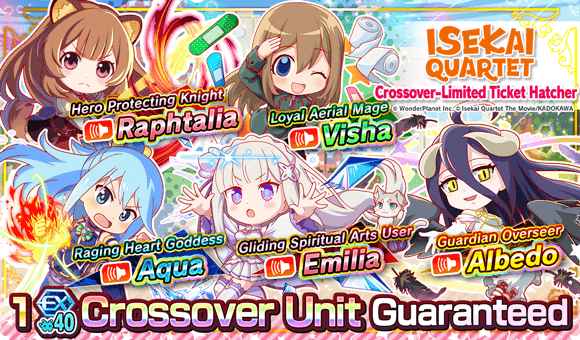 ISEKAI
QUARTET
Crossover-Limited Ticket Hatcher
© WonderPlanet Inc. © Isekai Quartet The Movie/KADOKAWA
Hero Protecting Knight
Raphtalia
Loyal Aerial Mage
Visha
Raging Heart Goddess
Aqua
Gliding Spiritual Arts User
Emilia
Guardian Overseer
Albedo
1 EX 40 Crossover Unit Guaranteed